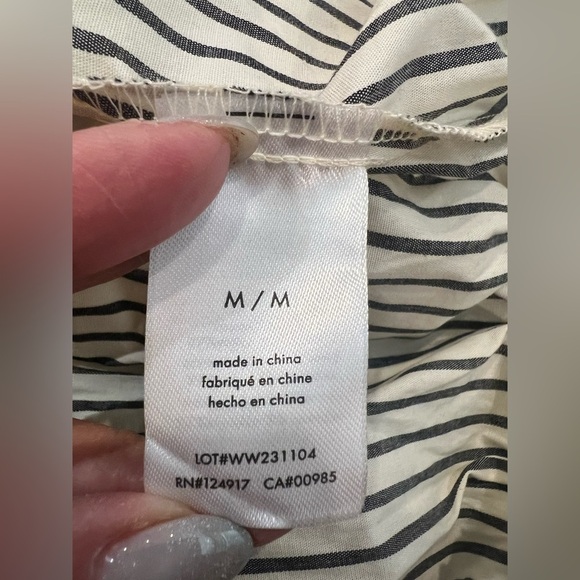 M / M
made in china
fabriqué en chine
hecho en china
LOT#WW231104
RN#124917 CA#00985